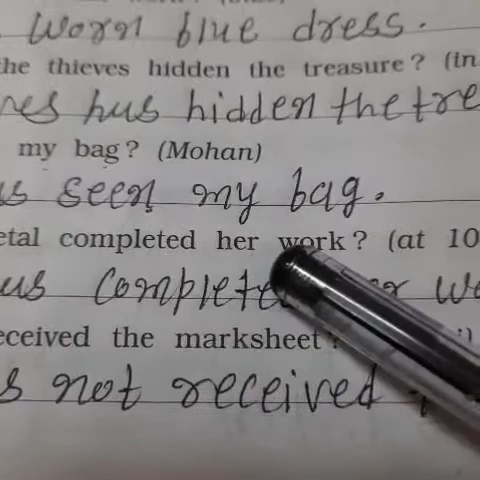 worn blue dress.
the thieves hidden the treasure? (in
hus hidden the tre
my bag? (Mohan)
seen my bag.
etal completed her work? (at 10
us we
eceived the marksheet
s not received